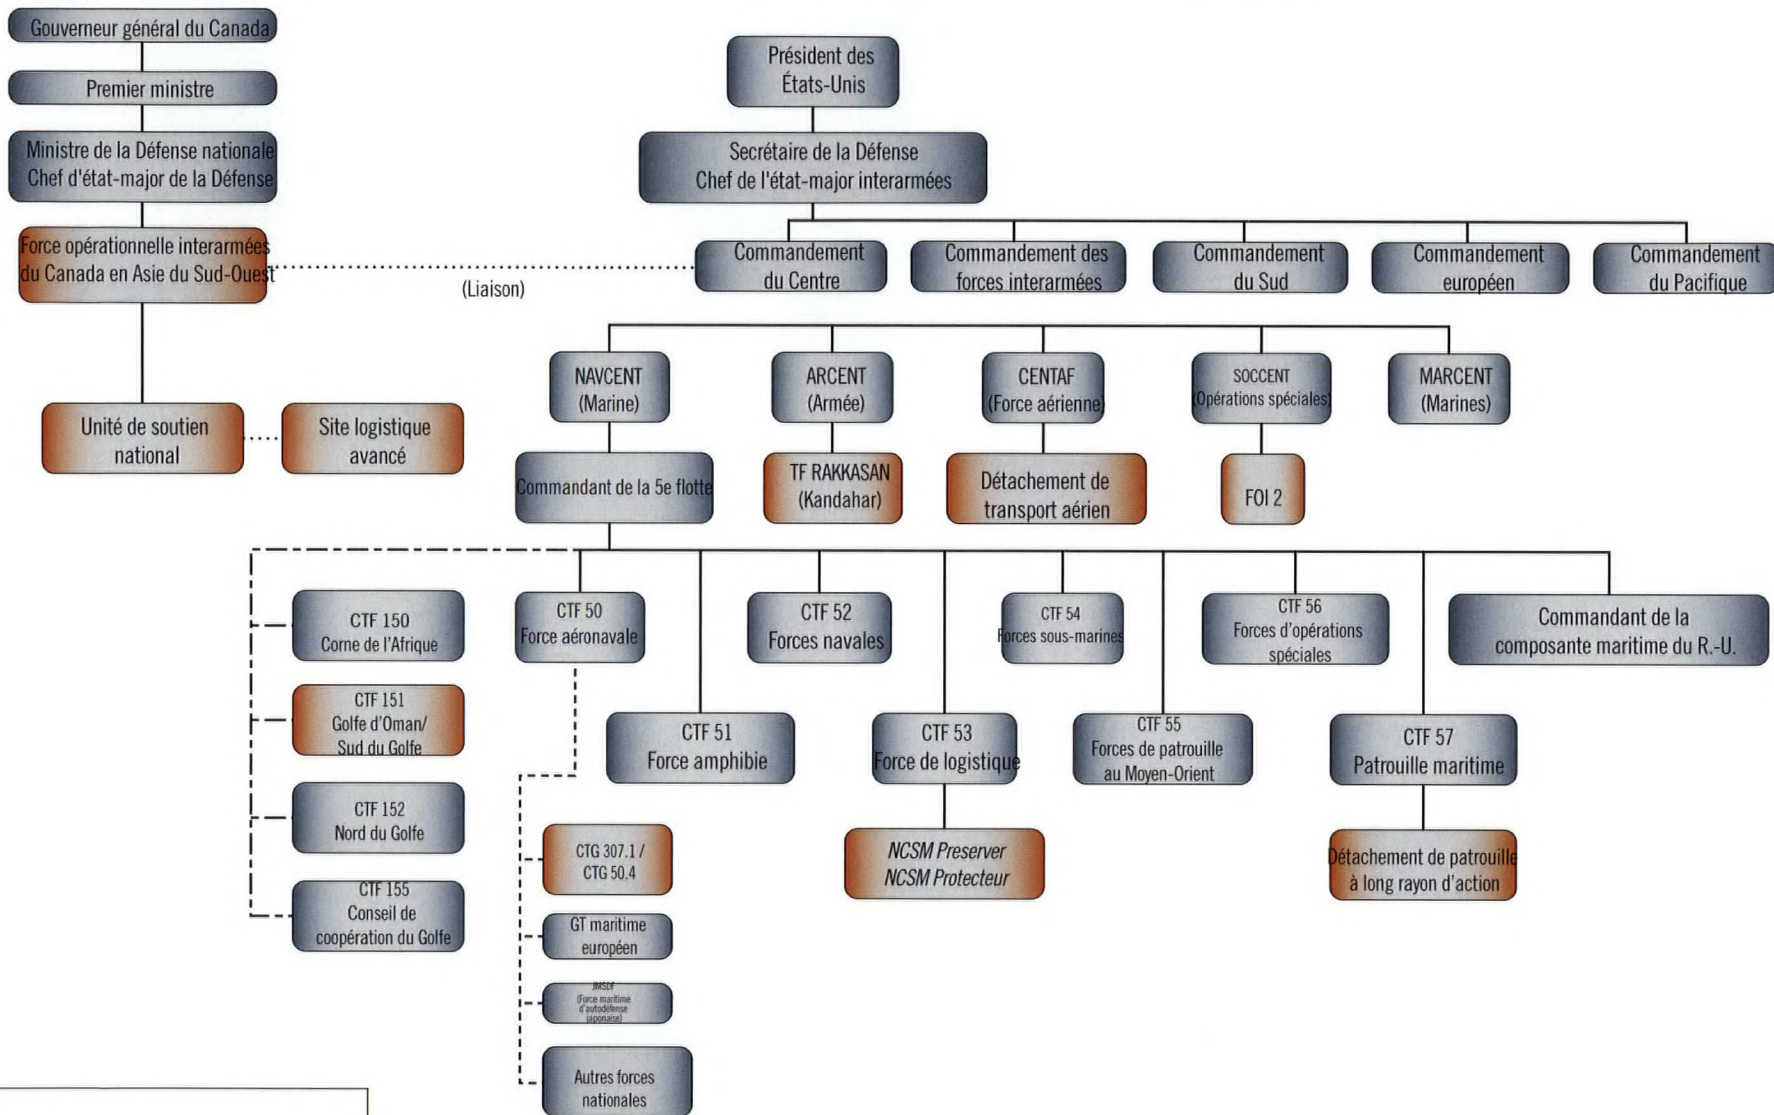 Gouverneur général du Canada
Premier ministre
Ministre de la Défense nationale
Chef d'état-major de la Défense
Force opérationnelle interarmées
du Canada en Asie du Sud-Ouest
(Liaison)
Unité de soutien
national
Site logistique
avancé
Président des
États-Unis
Secrétaire de la Défense
Chef de l'état-major interarmées
Commandement
du Centre
Commandement des
forces interarmées
Commandement
du Sud
Commandement
européen
Commandement
du Pacifique
NAVCENT
(Marine)
ARCENT
(Armée)
CENTAF
(Force aérienne)
SOCCENT
(Opérations spéciales)
MARCENT
(Marines)
Commandant de la 5e flotte
TF RAKKASAN
(Kandahar)
Détachement de
transport aérien
FOI 2
CTF 150
Corne de l'Afrique
CTF 151
Golfe d'Oman/
Sud du Golfe
CTF 152
Nord du Golfe
CTF 155
Conseil de
coopération du Golfe
CTF 50
Force aéronavale
CTF 52
Forces navales
CTF 54
Forces sous-marines
CTF 56
Forces d'opérations
spéciales
Commandant de la
composante maritime du R.-U.
CTF 51
Force amphibie
CTF 53
Force de logistique
CTF 55
Forces de patrouille
au Moyen-Orient
CTF 57
Patrouille maritime
CTG 307.1 /
CTG 50.4
GT maritime
européen
JMSDF
(Force maritime
d'autodéfense
japonaise)
Autres forces
nationales
NCSM Preserver
NCSM Protecteur
Détachement de patrouille
à long rayon d'action